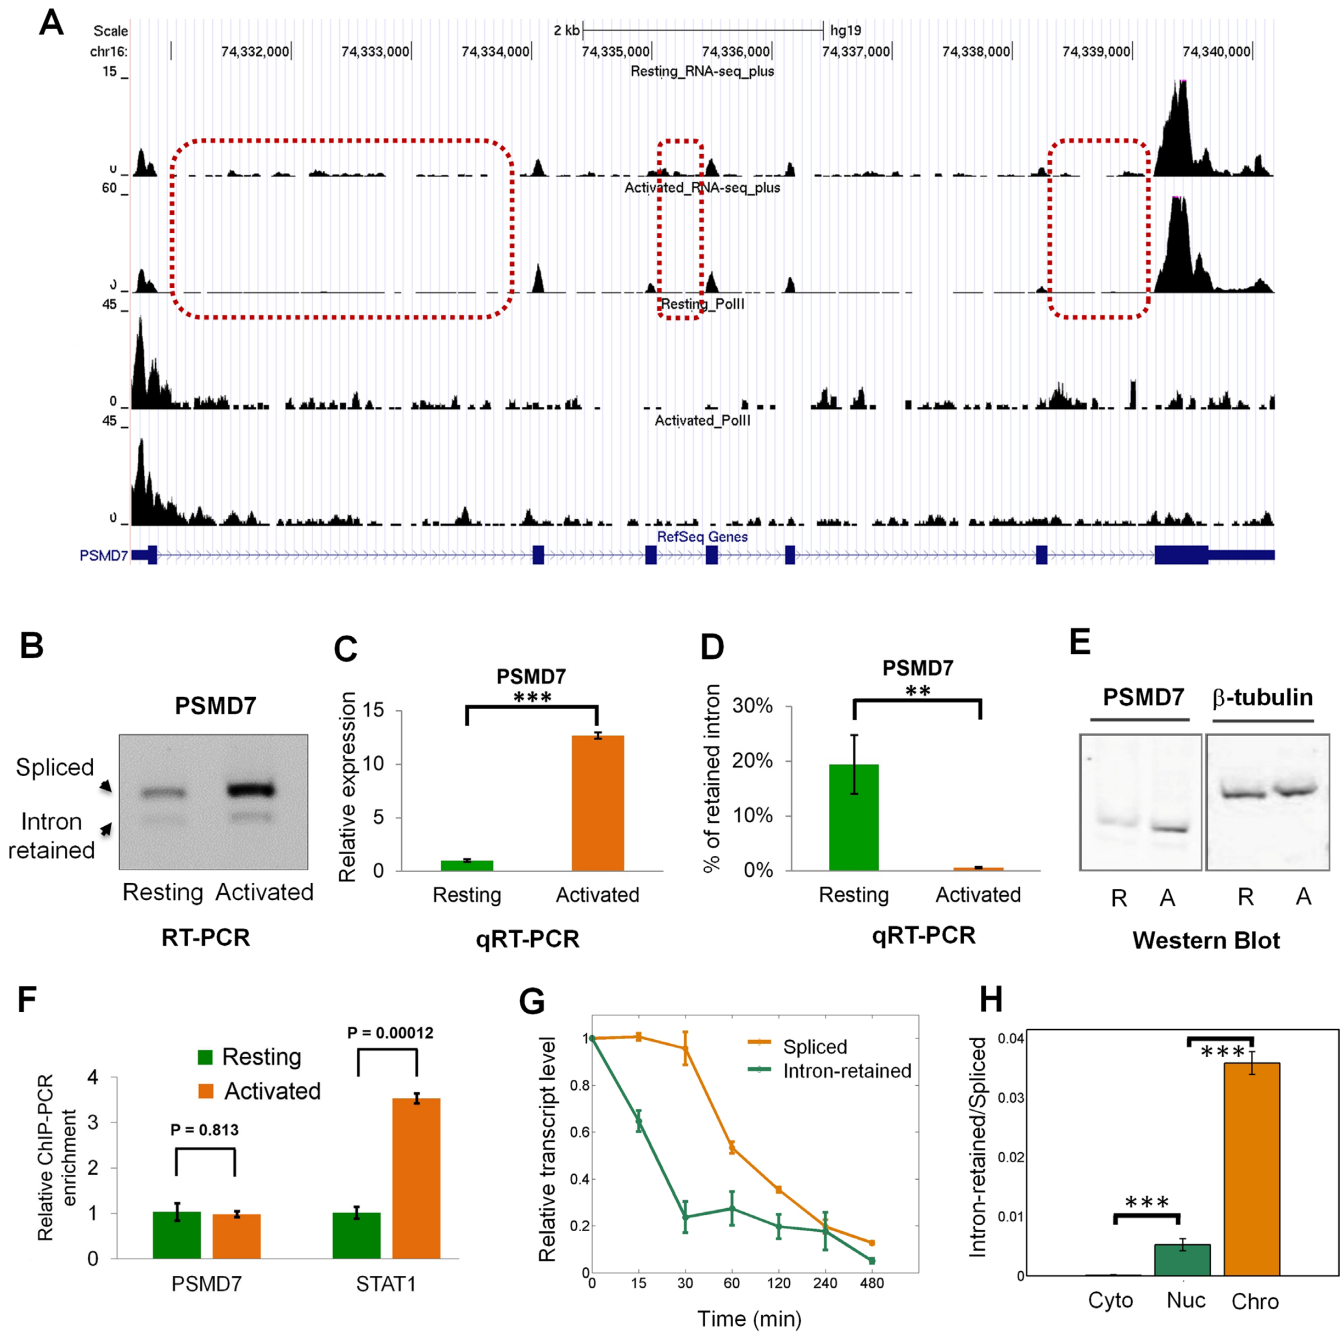 A
Scale 2 kb hg19
chr16: 74,332,000 74,333,000 74,334,000 74,335,000 74,336,000 74,337,000 74,338,000 74,339,000 74,340,000
15 Resting_RNA-seq_plus
0
Activated_RNA-seq_plus
60
0
Resting_PolII
45
0
Activated_PolII
45
0
RefSeq Genes
PSMD7
B
PSMD7
Spliced
Intron
retained
Resting Activated
RT-PCR
C
PSMD7
***
Relative expression
15
10
5
0
Resting Activated
qRT-PCR
D
PSMD7
**
% of retained intron
30%
20%
10%
0%
Resting Activated
qRT-PCR
E
PSMD7 β-tubulin
R A R A
Western Blot
F
P = 0.00012
Resting
Activated
P = 0.813
Relative ChIP-PCR
enrichment
4
3
2
1
0
PSMD7 STAT1
G
Spliced
Intron-retained
Relative transcript level
1
0.8
0.6
0.4
0.2
0
0 15 30 60 120 240 480
Time (min)
H
Intron-retained/Spliced
0.04
0.03
0.02
0.01
0
***
***
Cyto Nuc Chro